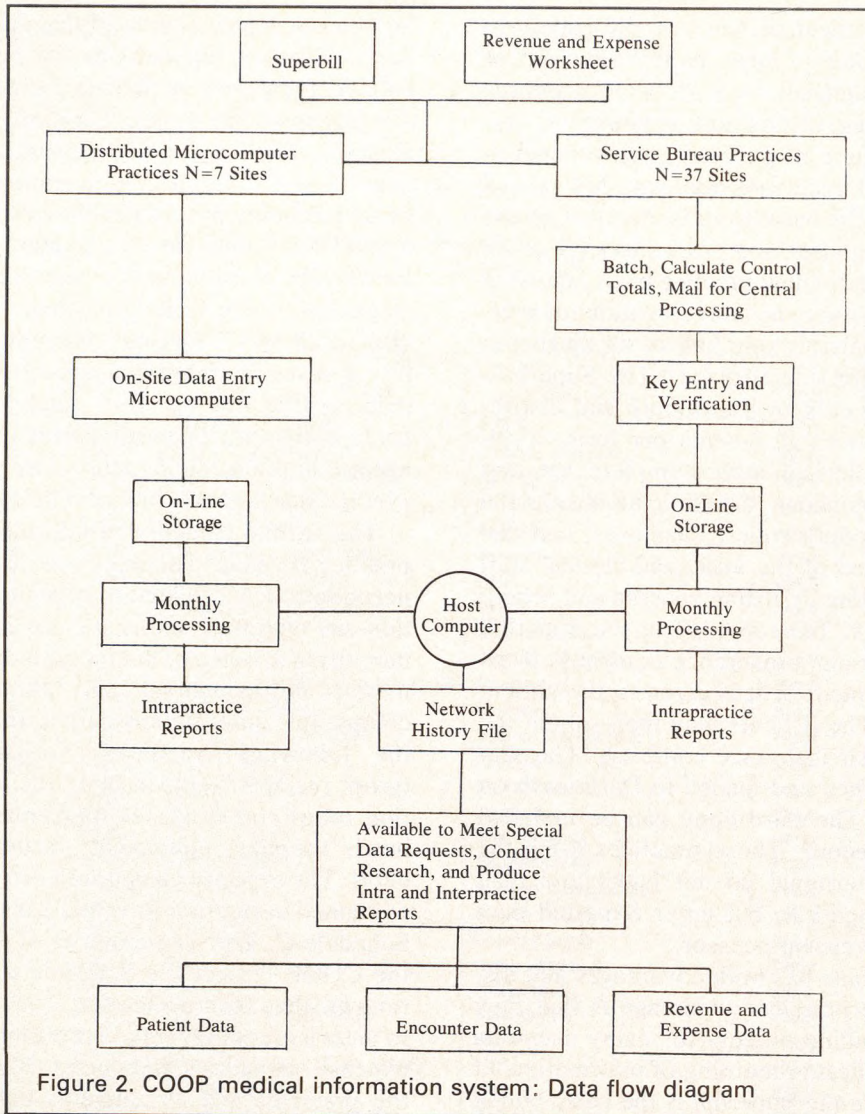 Superbill
Revenue and Expense
Worksheet
Distributed Microcomputer
Practices N=7 Sites
Service Bureau Practices
N=37 Sites
Batch, Calculate Control
Totals, Mail for Central
Processing
On-Site Data Entry
Microcomputer
Key Entry and
Verification
On-Line
Storage
On-Line
Storage
Monthly
Processing
Host
Computer
Monthly
Processing
Intrapractice
Reports
Network
History File
Intrapractice
Reports
Available to Meet Special
Data Requests, Conduct
Research, and Produce
Intra and Interpractice
Reports
Patient Data
Encounter Data
Revenue and
Expense Data
Figure 2. COOP medical information system: Data flow diagram